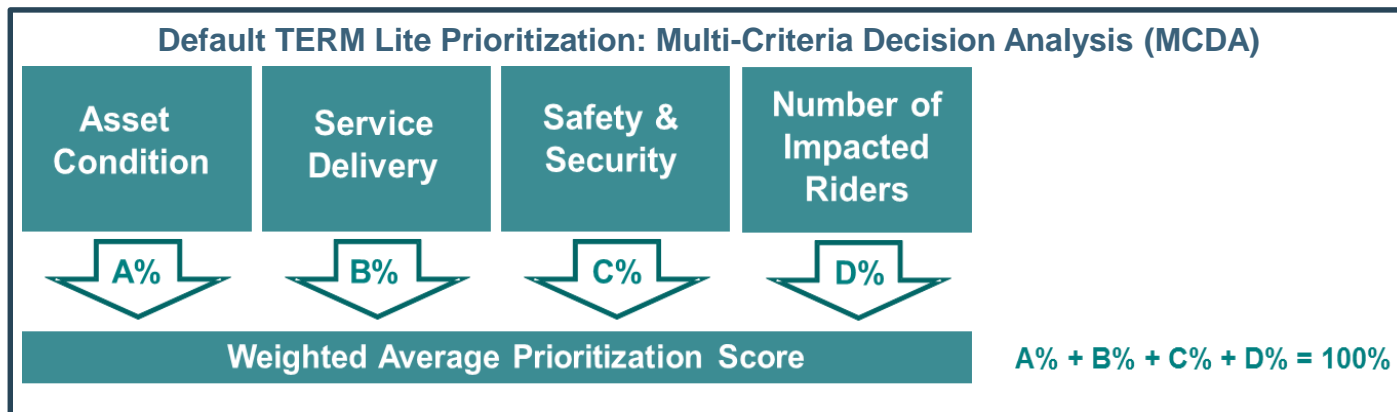 Default TERM Lite Prioritization: Multi-Criteria Decision Analysis (MCDA)
Asset
Condition
Service
Delivery
Safety &
Security
Number of
Impacted
Riders
A%
B%
C%
D%
Weighted Average Prioritization Score
A% + B% + C% + D% = 100%